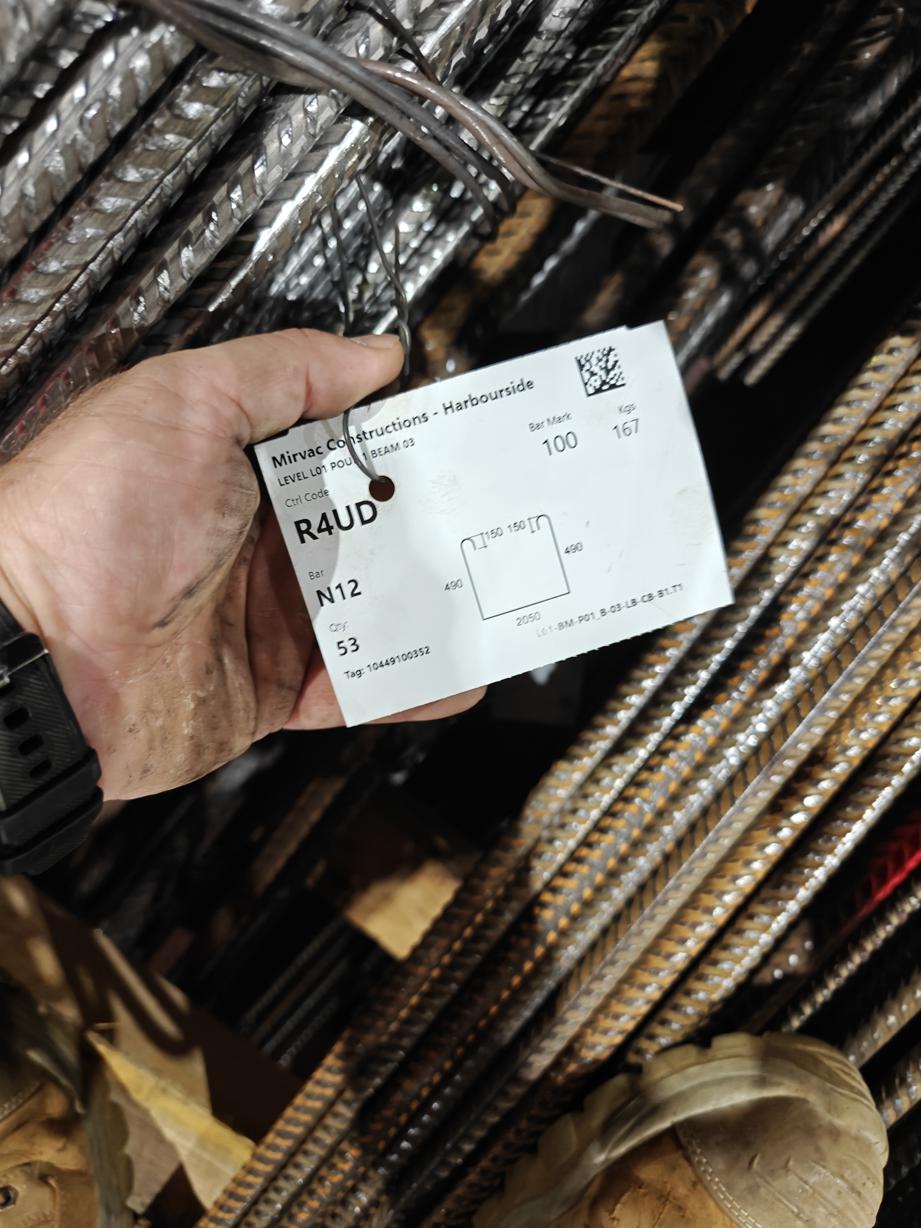 Mirvac Constructions - Harbourside
LEVEL L01 POU 1 BEAM 03
Ctrl Code
R4UD
Bar Mark
100
Kgs
167
Bar
N12
Qty:
53
Tag: 10449100352
150 150
490
490
2050
L01-BM-P01_B-03-LB-CB-B1.T1